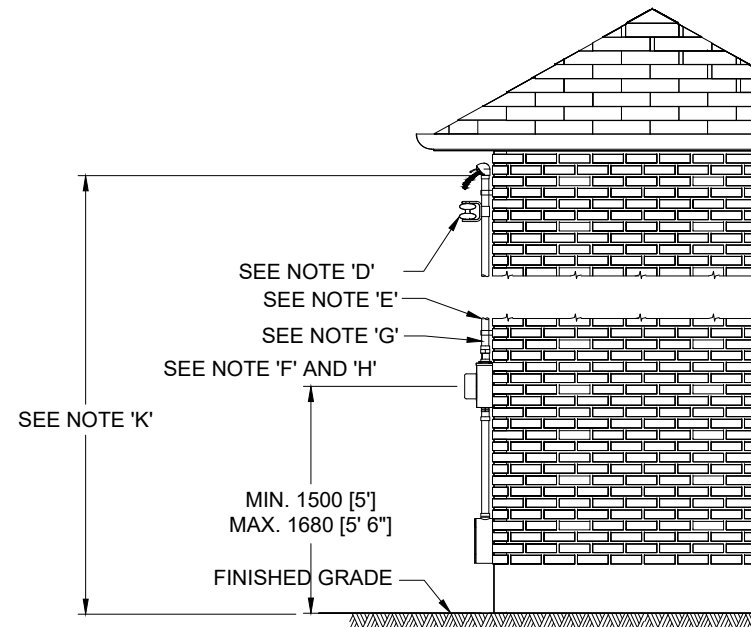 SEE NOTE 'D'
SEE NOTE 'E'
SEE NOTE 'G'
SEE NOTE 'F' AND 'H'
SEE NOTE 'K'
MIN. 1500 [5']
MAX. 1680 [5' 6"]
FINISHED GRADE